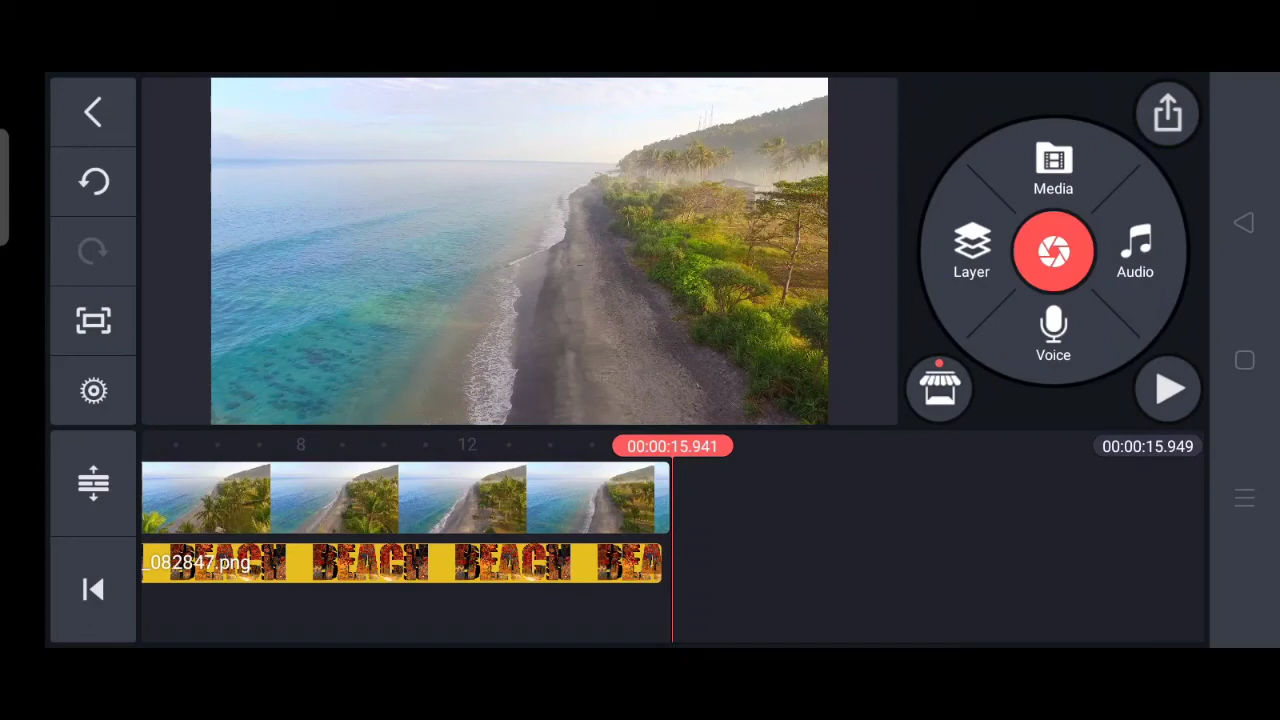 Media
Layer
Audio
Voice
8
12
00:00:15.941
00:00:15.949
_082847.png
BEACH BEACH BEACH BEA